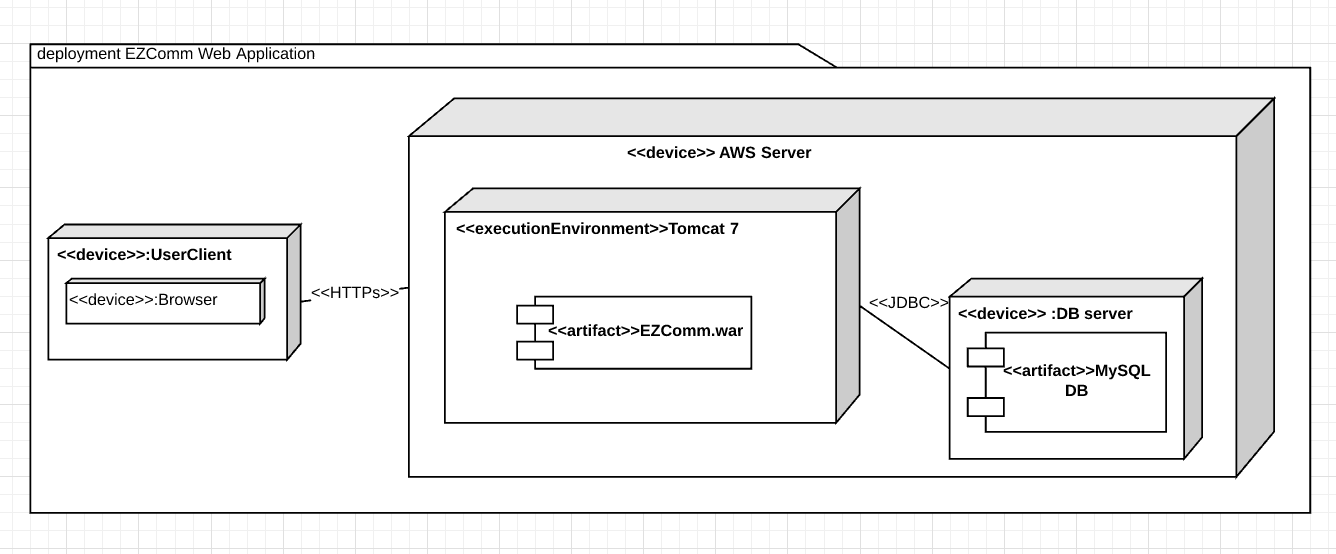 deployment EZComm Web Application
<<device>> AWS Server
<<executionEnvironment>>Tomcat 7
<<device>>:UserClient
<<device>>:Browser
<<HTTPs>>
<<artifact>>EZComm.war
<<JDBC>>
<<device>> :DB server
<<artifact>>MySQL
DB